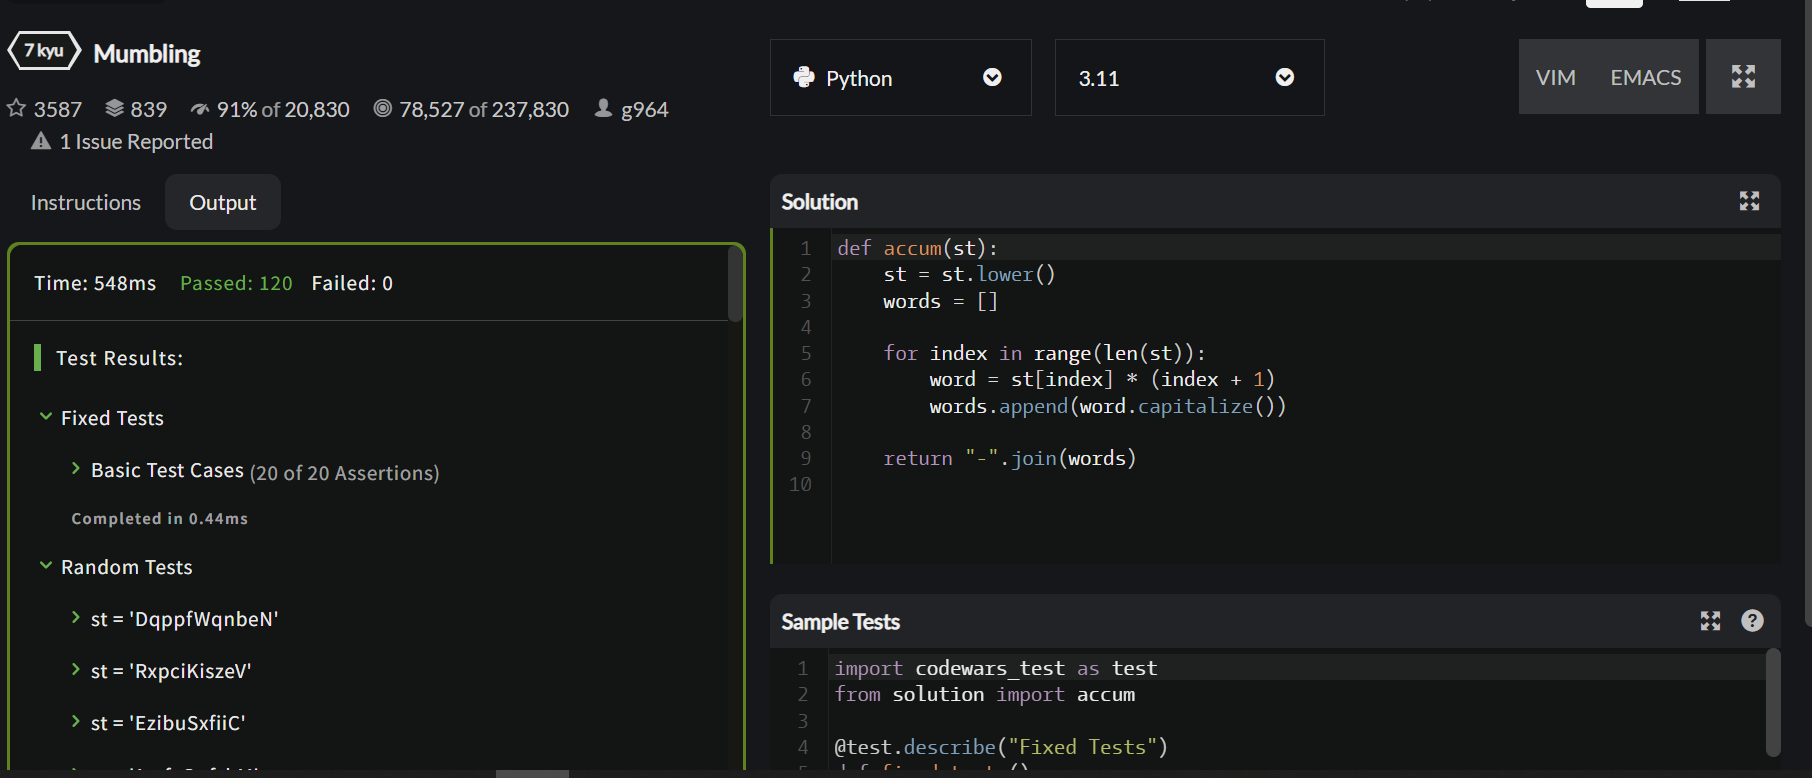 7 kyu Mumbling
3587 839 91% of 20,830 78,527 of 237,830 g964
1 Issue Reported
Instructions Output
Time: 548ms Passed: 120 Failed: 0
Test Results:
Fixed Tests
Basic Test Cases (20 of 20 Assertions)
Completed in 0.44ms
Random Tests
st = 'DqppfWqnbeN'
st = 'RxpciKiszeV'
st = 'EzibuSxfiiC'
Python 3.11 VIM EMACS
Solution
1 def accum(st):
2     st = st.lower()
3     words = []
4
5     for index in range(len(st)):
6         word = st[index] * (index + 1)
7         words.append(word.capitalize())
8
9     return "-".join(words)
10
Sample Tests
1 import codewars_test as test
2 from solution import accum
3
4 @test.describe("Fixed Tests")